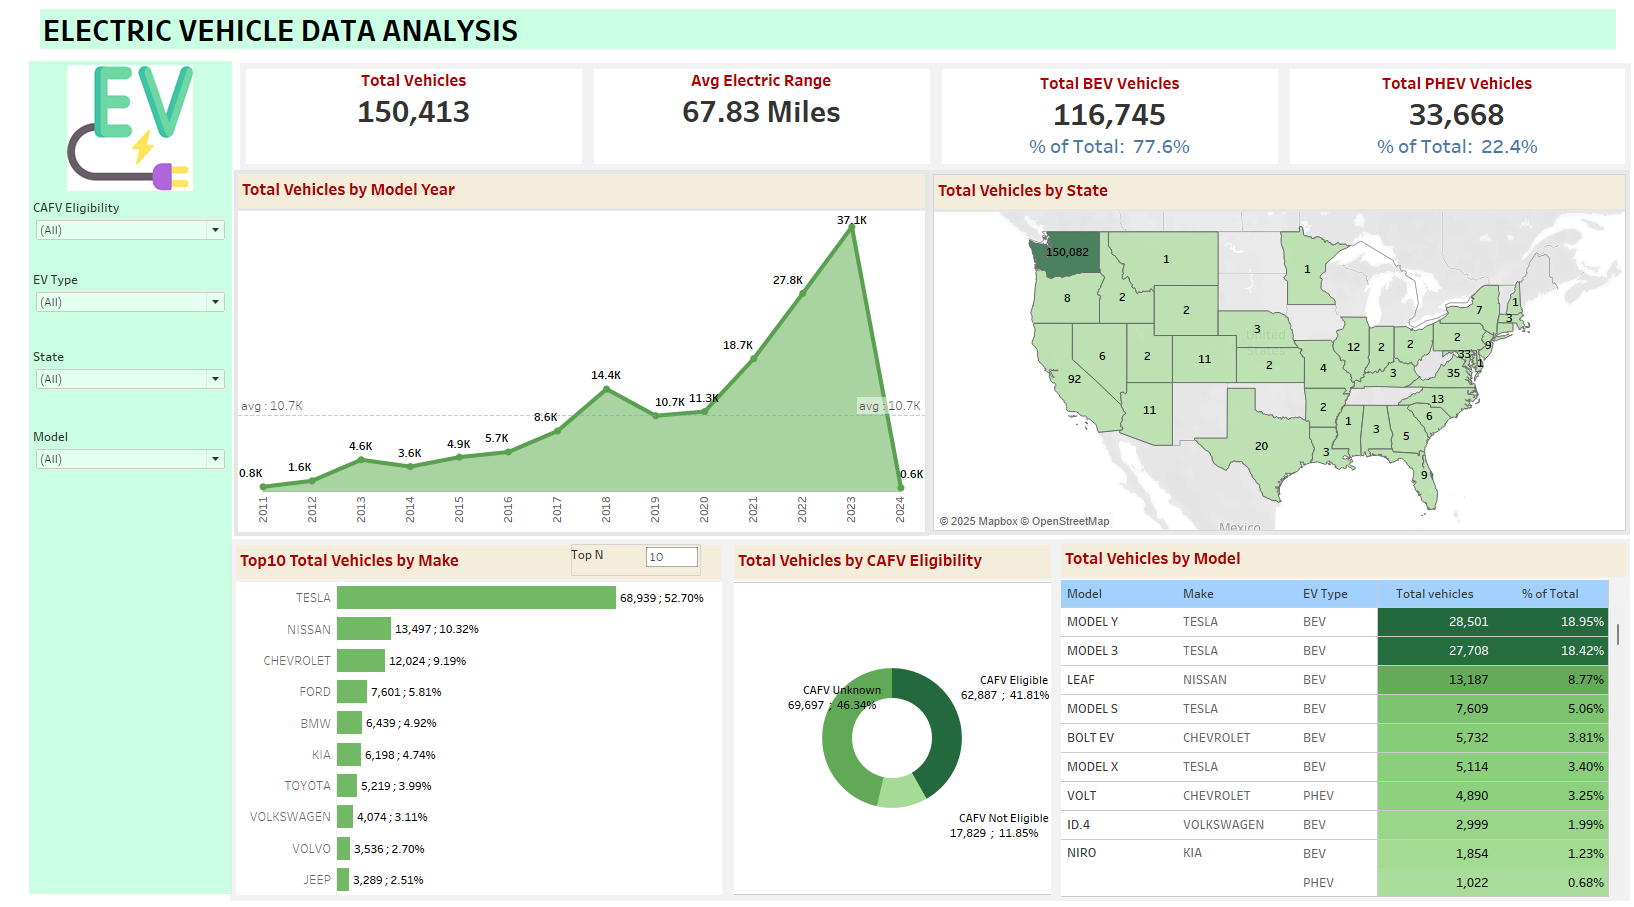 ELECTRIC VEHICLE DATA ANALYSIS
EV
CAFV Eligibility
(All)
EV Type
(All)
State
(All)
Model
(All)
Total Vehicles
150,413
Avg Electric Range
67.83 Miles
Total BEV Vehicles
116,745
% of Total: 77.6%
Total PHEV Vehicles
33,668
% of Total: 22.4%
Total Vehicles by Model Year
37.1K
27.8K
18.7K
14.4K
10.7K
11.3K
avg : 10.7K
avg : 10.7K
8.6K
4.6K
3.6K
4.9K
5.7K
0.8K
1.6K
0.6K
2011
2012
2013
2014
2015
2016
2017
2018
2019
2020
2021
2022
2023
2024
Total Vehicles by State
150,082
1
1
8
2
2
3
7
1
3
United
States
92
6
2
11
2
4
12
2
2
2
9
33
1
35
3
11
20
2
3
1
3
5
6
13
9
Mexico
© 2025 Mapbox © OpenStreetMap
Top10 Total Vehicles by Make
Top N
10
TESLA 68,939 ; 52.70%
NISSAN 13,497 ; 10.32%
CHEVROLET 12,024 ; 9.19%
FORD 7,601 ; 5.81%
BMW 6,439 ; 4.92%
KIA 6,198 ; 4.74%
TOYOTA 5,219 ; 3.99%
VOLKSWAGEN 4,074 ; 3.11%
VOLVO 3,536 ; 2.70%
JEEP 3,289 ; 2.51%
Total Vehicles by CAFV Eligibility
CAFV Unknown
69,697 ; 46.34%
CAFV Eligible
62,887 ; 41.81%
CAFV Not Eligible
17,829 ; 11.85%
Total Vehicles by Model
Model Make EV Type Total vehicles % of Total
MODEL Y TESLA BEV 28,501 18.95%
MODEL 3 TESLA BEV 27,708 18.42%
LEAF NISSAN BEV 13,187 8.77%
MODEL S TESLA BEV 7,609 5.06%
BOLT EV CHEVROLET BEV 5,732 3.81%
MODEL X TESLA BEV 5,114 3.40%
VOLT CHEVROLET PHEV 4,890 3.25%
ID.4 VOLKSWAGEN BEV 2,999 1.99%
NIRO KIA BEV 1,854 1.23%
PHEV 1,022 0.68%